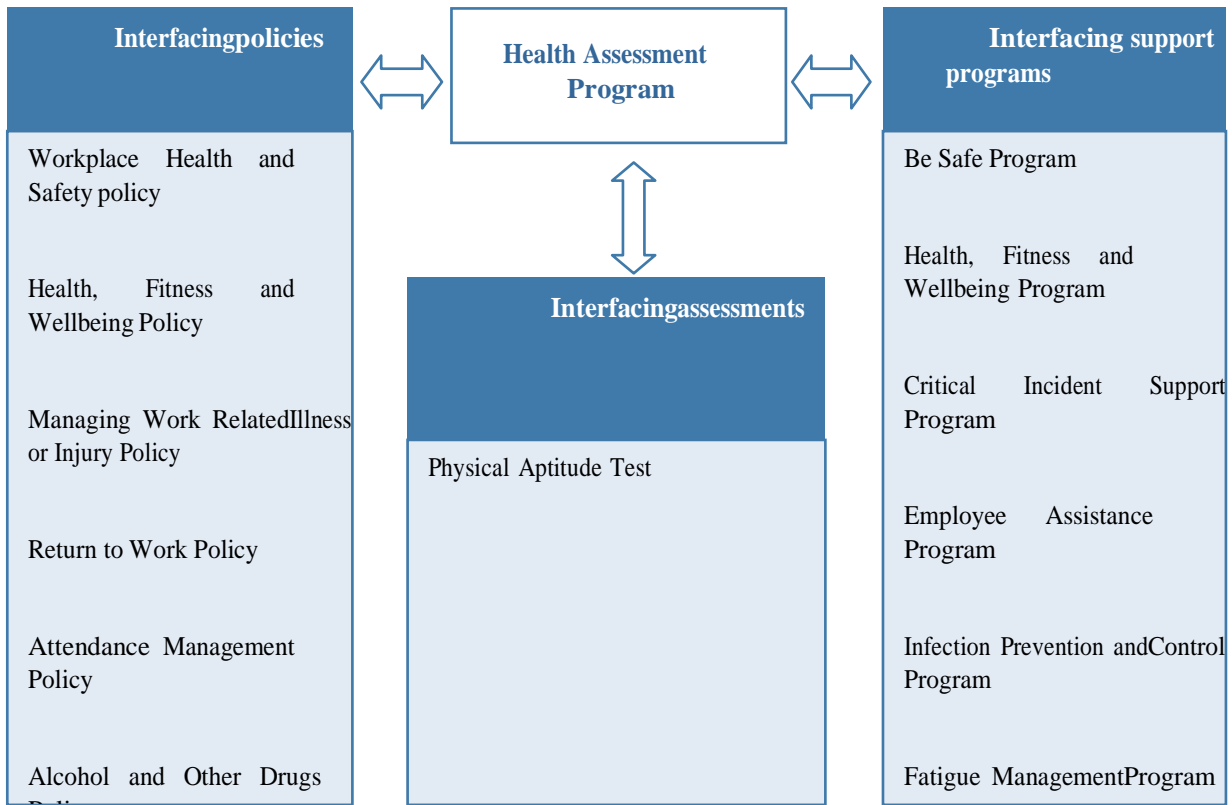 Interfacingpolicies
Workplace Health and
Safety policy
Health, Fitness and
Wellbeing Policy
Managing Work RelatedIllness
or Injury Policy
Return to Work Policy
Attendance Management
Policy
Alcohol and Other Drugs
Health Assessment
Program
Interfacingassessments
Physical Aptitude Test
Interfacing support
programs
Be Safe Program
Health, Fitness and
Wellbeing Program
Critical Incident Support
Program
Employee Assistance
Program
Infection Prevention andControl
Program
Fatigue ManagementProgram